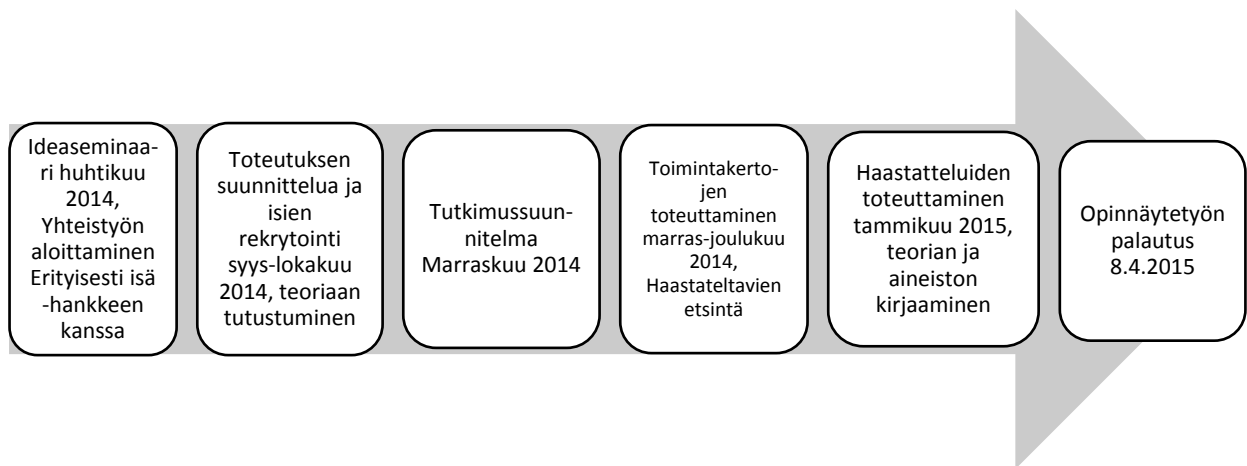 Ideaseminaa-
ri huhtikuu
2014,
Yhteistyön
aloittaminen
Erityisesti isä
-hankkeen
kanssa
Toteutuksen
suunnittelua ja
isien
rekrytointi
syys-lokakuu
2014, teoriaan
tutustuminen
Tutkimussuun-
nitelma
Marraskuu 2014
Toimintakerto-
jen
toteuttaminen
marras-joulukuu
2014,
Haastateltavien
etsintä
Haastatteluiden
toteuttaminen
tammikuu 2015,
teorian ja
aineiston
kirjaaminen
Opinnäytetyön
palautus
8.4.2015